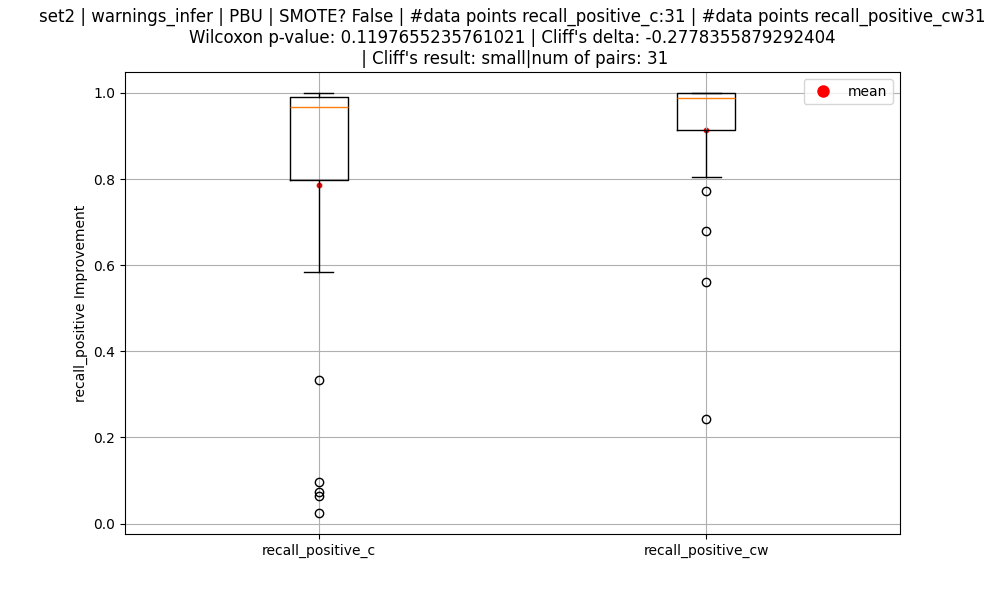 set2 | warnings_infer | PBU | SMOTE? False | #data points recall_positive_c:31 | #data points recall_positive_cw31
Wilcoxon p-value: 0.1197655235761021 | Cliff's delta: -0.2778355879292404
| Cliff's result: small|num of pairs: 31
mean
1.0
0.8
0.6
0.4
0.2
0.0
recall_positive Improvement
recall_positive_c
recall_positive_cw